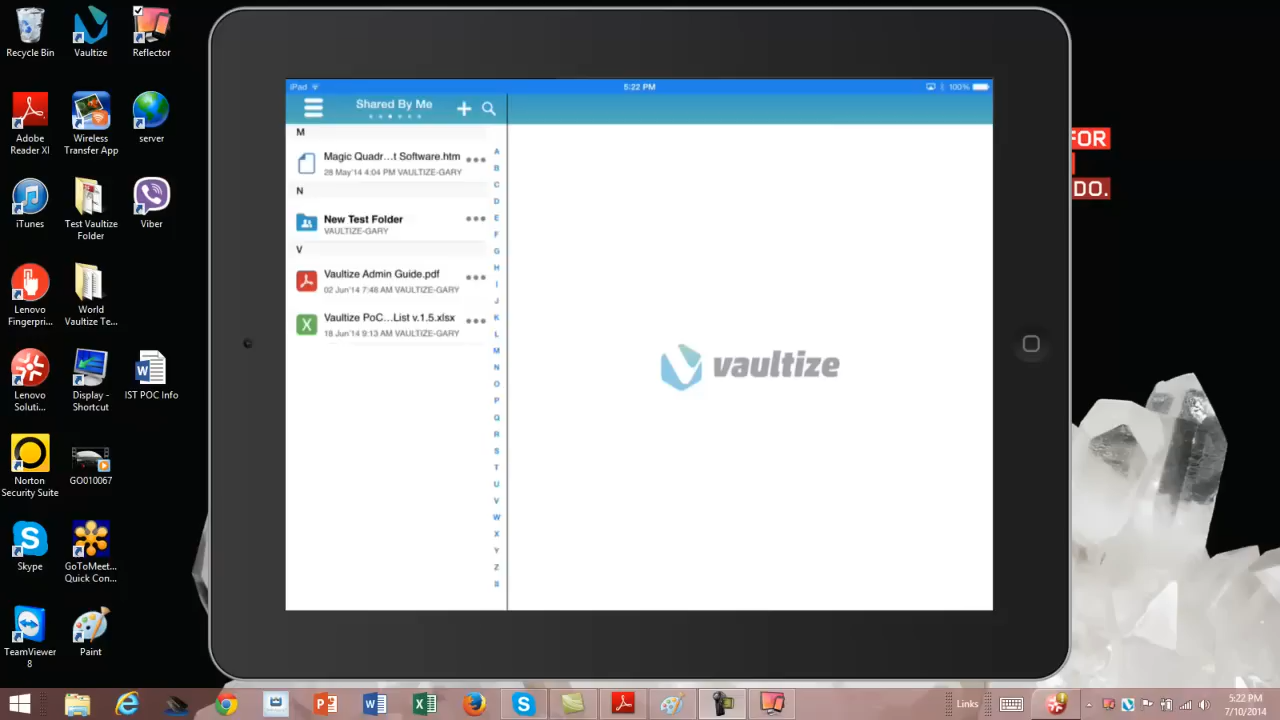 Recycle Bin
Vaultize
Reflector
Adobe
Reader XI
Wireless
Transfer App
server
iTunes
Test Vaultize
Folder
Viber
Lenovo
Fingerpri...
World
Vaultize Te...
Lenovo
Soluti...
Display -
Shortcut
IST POC Info
Norton
Security Suite
GO010067
Skype
GoToMeet...
Quick Con...
TeamViewer
8
Paint
iPad
5:22 PM
100%
Shared By Me
M
Magic Quadr...t Software.htm
28 May'14 4:04 PM VAULTIZE-GARY
N
New Test Folder
VAULTIZE-GARY
V
Vaultize Admin Guide.pdf
02 Jun'14 7:46 AM VAULTIZE-GARY
Vaultize PoC...List v.1.5.xlsx
18 Jun'14 9:13 AM VAULTIZE-GARY
A
B
C
D
E
F
G
H
I
J
K
L
M
N
O
P
Q
R
S
T
U
V
W
X
Y
Z
#
vaultize
FOR
DO.
Links
5:22 PM
7/10/2014